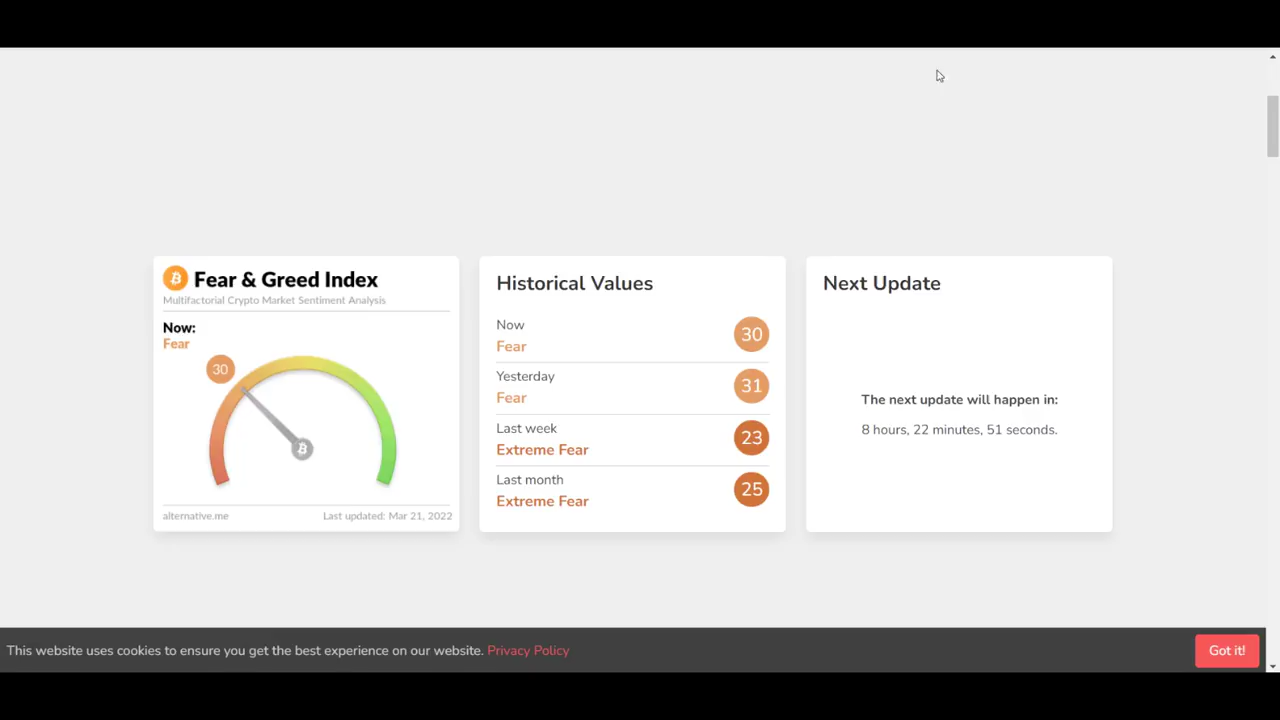 Fear & Greed Index
Multifactorial Crypto Market Sentiment Analysis
Now:
Fear
30
alternative.me
Last updated: Mar 21, 2022
Historical Values
Now
Fear
30
Yesterday
Fear
31
Last week
Extreme Fear
23
Last month
Extreme Fear
25
Next Update
The next update will happen in:
8 hours, 22 minutes, 51 seconds.
This website uses cookies to ensure you get the best experience on our website. Privacy Policy
Got it!